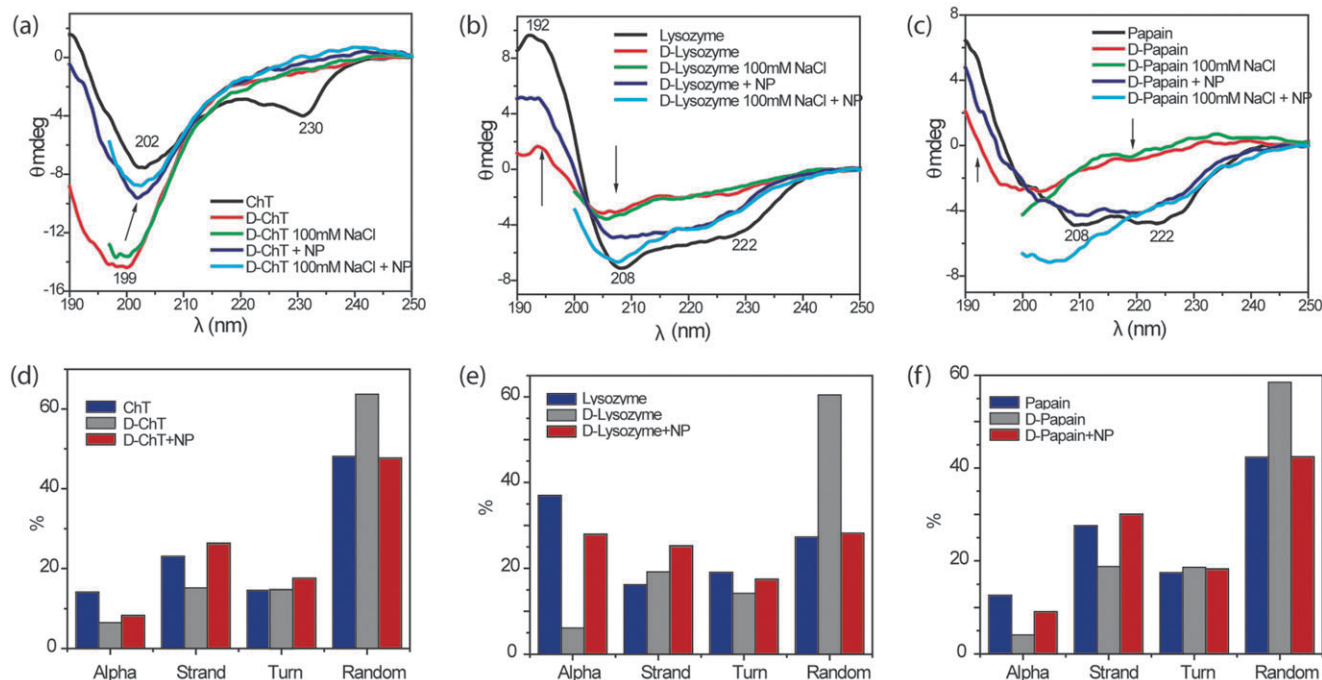 (a)
θmdeg
0
-4
-8
-12
-16
202
230
199
ChT
D-ChT
D-ChT 100mM NaCl
D-ChT + NP
D-ChT 100mM NaCl + NP
190 200 210 220 230 240 250
λ (nm)
(b)
θmdeg
8
4
0
-4
-8
192
208
222
Lysozyme
D-Lysozyme
D-Lysozyme 100mM NaCl
D-Lysozyme + NP
D-Lysozyme 100mM NaCl + NP
190 200 210 220 230 240 250
λ (nm)
(c)
θmdeg
8
4
0
-4
-8
208
222
Papain
D-Papain
D-Papain 100mM NaCl
D-Papain + NP
D-Papain 100mM NaCl + NP
190 200 210 220 230 240 250
λ (nm)
(d)
%
60
40
20
0
ChT
D-ChT
D-ChT+NP
Alpha Strand Turn Random
(e)
%
60
40
20
0
Lysozyme
D-Lysozyme
D-Lysozyme+NP
Alpha Strand Turn Random
(f)
%
60
40
20
0
Papain
D-Papain
D-Papain+NP
Alpha Strand Turn Random